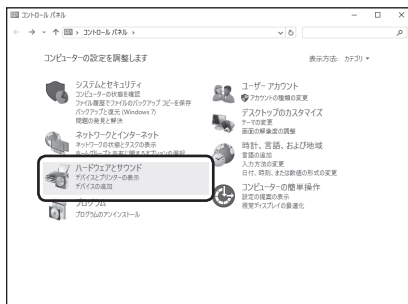 コントロール パネル
コントロール パネル
コンピューターの設定を調整します
表示方法: カテゴリ
システムとセキュリティ
コンピューターの状態を確認
ファイル履歴でファイルのバックアップ コピーを保存
バックアップと復元 (Windows 7)
問題の発見と解決
ネットワークとインターネット
ネットワークの状態とタスクの表示
ハードウェアとサウンド
デバイスとプリンターの表示
デバイスの追加
プログラム
プログラムのアンインストール
ユーザー アカウント
アカウントの種類の変更
デスクトップのカスタマイズ
テーマの変更
画面の解像度の調整
時計、言語、および地域
言語の追加
入力方法の変更
日付、時刻、または数値の形式の変更
コンピューターの簡単操作
設定の提案の表示
視覚ディスプレイの最適化